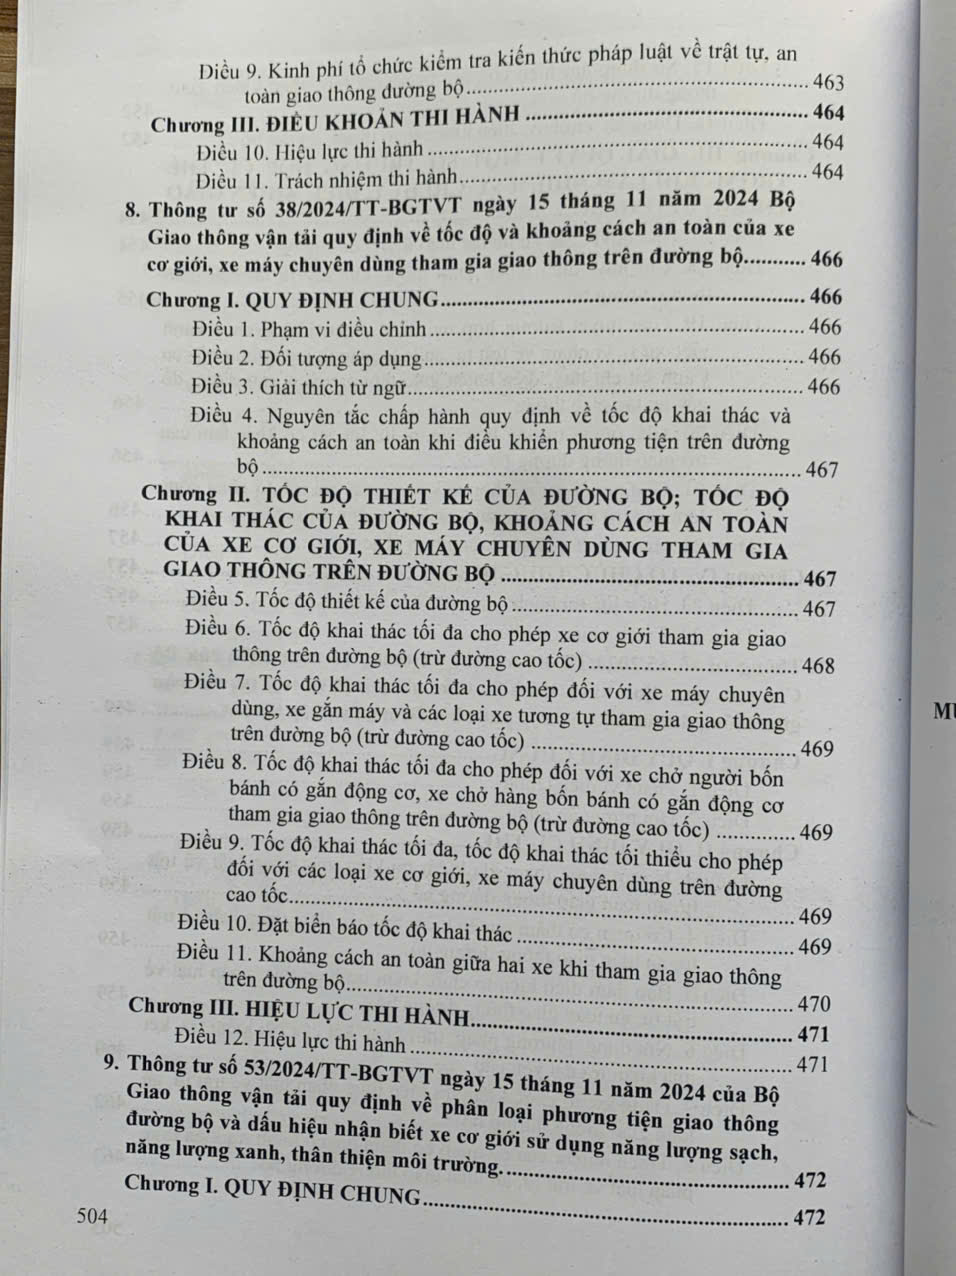 Điều 9. Kinh phí tổ chức kiểm tra kiến thức pháp luật về trật tự, an
toàn giao thông đường bộ.......... 463
Chương III. ĐIỀU KHOẢN THI HÀNH .......... 464
Điều 10. Hiệu lực thi hành .......... 464
Điều 11. Trách nhiệm thi hành.......... 464
8. Thông tư số 38/2024/TT-BGTVT ngày 15 tháng 11 năm 2024 Bộ
Giao thông vận tải quy định về tốc độ và khoảng cách an toàn của xe
cơ giới, xe máy chuyên dùng tham gia giao thông trên đường bộ.......... 466
Chương I. QUY ĐỊNH CHUNG.......... 466
Điều 1. Phạm vi điều chỉnh .......... 466
Điều 2. Đối tượng áp dụng.......... 466
Điều 3. Giải thích từ ngữ.......... 466
Điều 4. Nguyên tắc chấp hành quy định về tốc độ khai thác và
khoảng cách an toàn khi điều khiển phương tiện trên đường
bộ .......... 467
Chương II. TỐC ĐỘ THIẾT KẾ CỦA ĐƯỜNG BỘ; TỐC ĐỘ
KHAI THÁC CỦA ĐƯỜNG BỘ, KHOẢNG CÁCH AN TOÀN
CỦA XE CƠ GIỚI, XE MÁY CHUYÊN DÙNG THAM GIA
GIAO THÔNG TRÊN ĐƯỜNG BỘ .......... 467
Điều 5. Tốc độ thiết kế của đường bộ .......... 467
Điều 6. Tốc độ khai thác tối đa cho phép xe cơ giới tham gia giao
thông trên đường bộ (trừ đường cao tốc) .......... 468
Điều 7. Tốc độ khai thác tối đa cho phép đối với xe máy chuyên
dùng, xe gắn máy và các loại xe tương tự tham gia giao thông
trên đường bộ (trừ đường cao tốc) .......... 469
Điều 8. Tốc độ khai thác tối đa cho phép đối với xe chở người bốn
bánh có gắn động cơ, xe chở hàng bốn bánh có gắn động cơ
tham gia giao thông trên đường bộ (trừ đường cao tốc) .......... 469
Điều 9. Tốc độ khai thác tối đa, tốc độ khai thác tối thiểu cho phép
đối với các loại xe cơ giới, xe máy chuyên dùng trên đường
cao tốc.......... 469
Điều 10. Đặt biển báo tốc độ khai thác .......... 469
Điều 11. Khoảng cách an toàn giữa hai xe khi tham gia giao thông
trên đường bộ.......... 470
Chương III. HIỆU LỰC THI HÀNH.......... 471
Điều 12. Hiệu lực thi hành .......... 471
9. Thông tư số 53/2024/TT-BGTVT ngày 15 tháng 11 năm 2024 của Bộ
Giao thông vận tải quy định về phân loại phương tiện giao thông
đường bộ và dấu hiệu nhận biết xe cơ giới sử dụng năng lượng sạch,
năng lượng xanh, thân thiện môi trường.......... 472
Chương I. QUY ĐỊNH CHUNG.......... 472
504